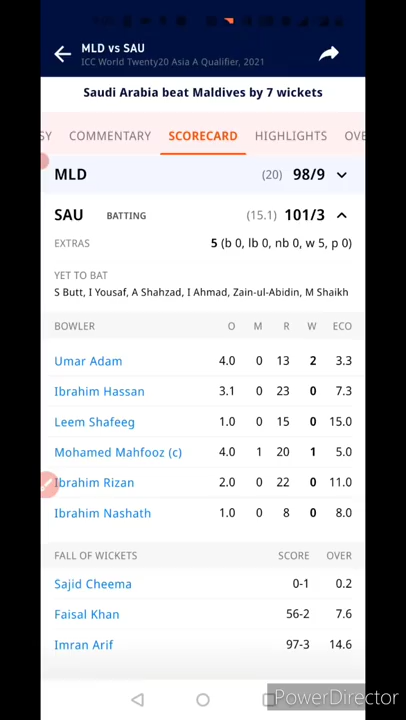 MLD vs SAU
ICC World Twenty20 Asia A Qualifier, 2021
Saudi Arabia beat Maldives by 7 wickets
SY COMMENTARY SCORECARD HIGHLIGHTS OVE
MLD (20) 98/9
SAU BATTING (15.1) 101/3
EXTRAS 5 (b 0, lb 0, nb 0, w 5, p 0)
YET TO BAT
S Butt, I Yousaf, A Shahzad, I Ahmad, Zain-ul-Abidin, M Shaikh
BOWLER O M R W ECO
Umar Adam 4.0 0 13 2 3.3
Ibrahim Hassan 3.1 0 23 0 7.3
Leem Shafeeg 1.0 0 15 0 15.0
Mohamed Mahfooz (c) 4.0 1 20 1 5.0
Ibrahim Rizan 2.0 0 22 0 11.0
Ibrahim Nashath 1.0 0 8 0 8.0
FALL OF WICKETS SCORE OVER
Sajid Cheema 0-1 0.2
Faisal Khan 56-2 7.6
Imran Arif 97-3 14.6
PowerDirector